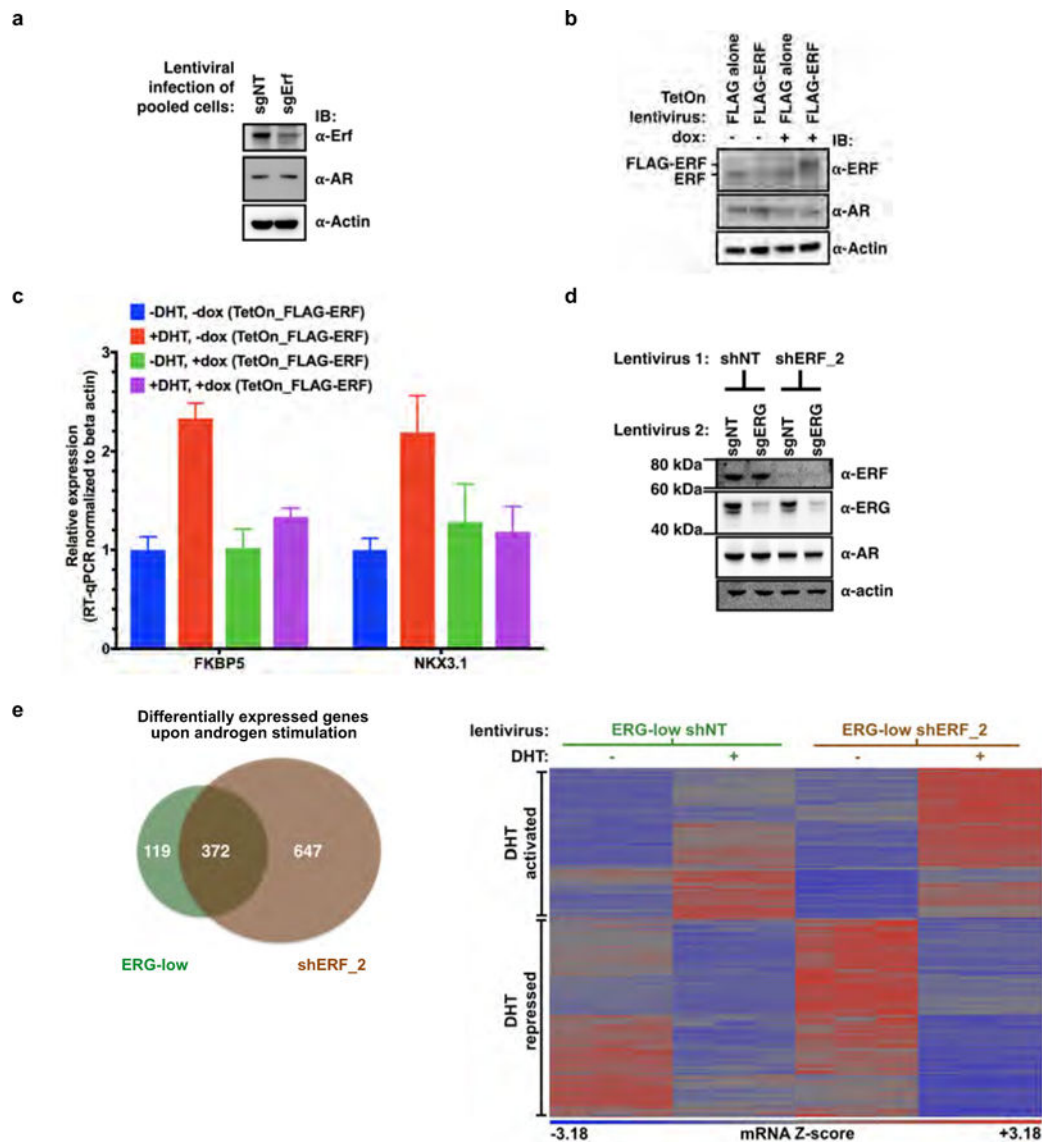 a
Lentiviral
infection of
pooled cells:
sgNT
sgErf
IB:
α-Erf
α-AR
α-Actin
b
TetOn
lentivirus:
FLAG alone
FLAG-ERF
FLAG alone
FLAG-ERF
dox: - - + + IB:
FLAG-ERF
ERF
α-ERF
α-AR
α-Actin
c
-DHT, -dox (TetOn_FLAG-ERF)
+DHT, -dox (TetOn_FLAG-ERF)
-DHT, +dox (TetOn_FLAG-ERF)
+DHT, +dox (TetOn_FLAG-ERF)
Relative expression
(RT-qPCR normalized to beta actin)
3
2
1
0
FKBP5 NKX3.1
d
Lentivirus 1: shNT shERF_2
Lentivirus 2:
sgNT
sgERG
sgNT
sgERG
80 kDa
60 kDa
40 kDa
α-ERF
α-ERG
α-AR
α-actin
e
Differentially expressed genes
upon androgen stimulation
119 372 647
ERG-low shERF_2
lentivirus: ERG-low shNT ERG-low shERF_2
DHT: - + - +
DHT
activated
DHT
repressed
-3.18 mRNA Z-score +3.18